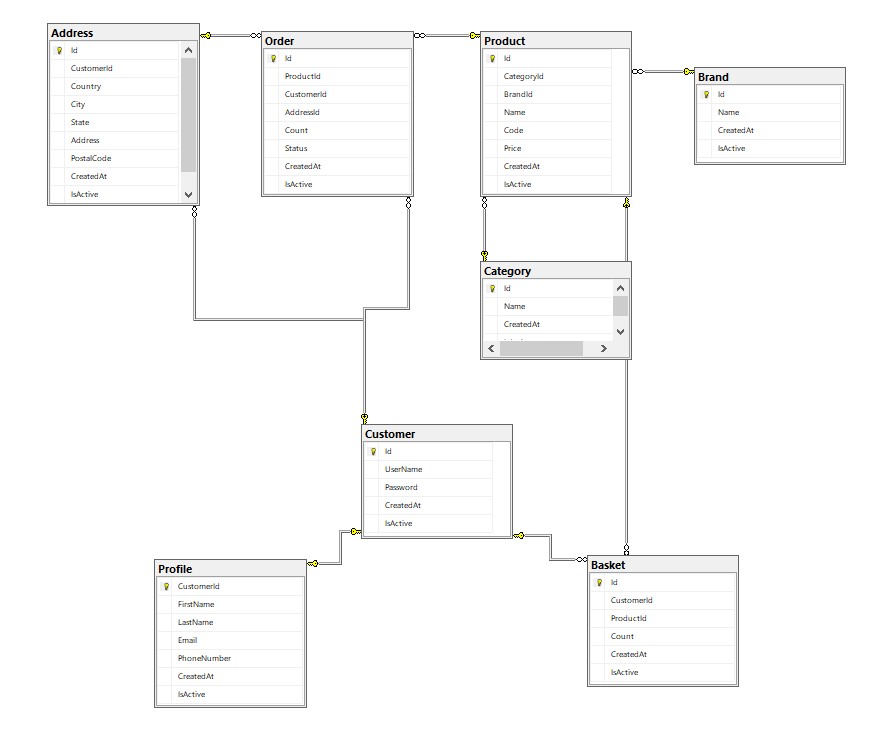 Address
Id
CustomerId
Country
City
State
Address
PostalCode
CreatedAt
IsActive
Order
Id
ProductId
CustomerId
AddressId
Count
Status
CreatedAt
IsActive
Product
Id
CategoryId
BrandId
Name
Code
Price
CreatedAt
IsActive
Brand
Id
Name
CreatedAt
IsActive
Category
Id
Name
CreatedAt
Customer
Id
UserName
Password
CreatedAt
IsActive
Profile
CustomerId
FirstName
LastName
Email
PhoneNumber
CreatedAt
IsActive
Basket
Id
CustomerId
ProductId
Count
CreatedAt
IsActive